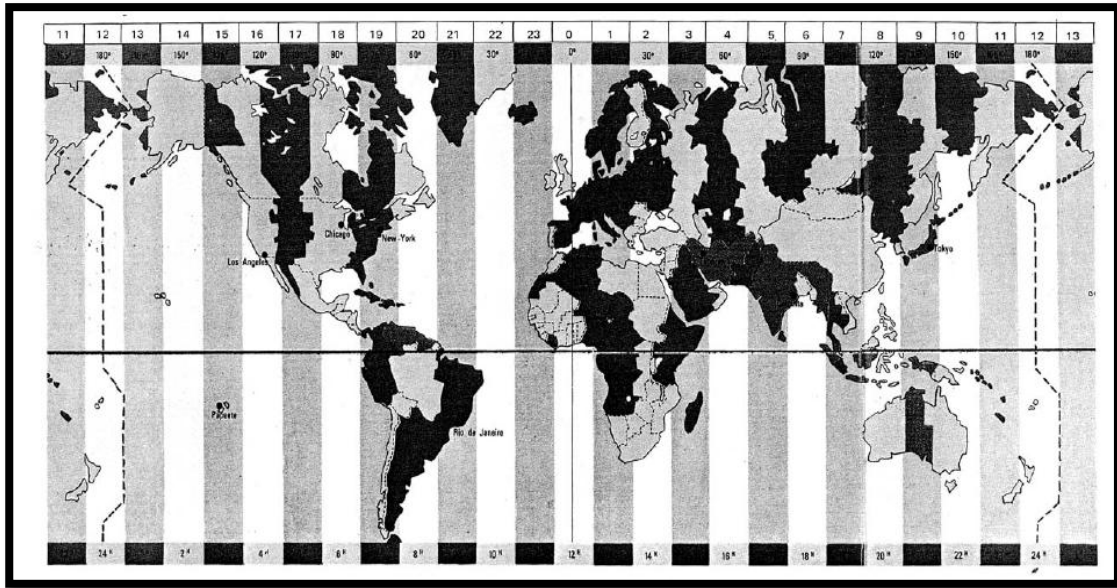 11 12 13 14 15 16 17 18 19 20 21 22 23 0 1 2 3 4 5 6 7 8 9 10 11 12 13
180° 150° 120° 90° 60° 30° 0° 30° 60° 90° 120° 150° 180°
Chicago
New-York
Los Angeles
Tokyo
Papeete
Rio de Janeiro
24 H 2 H 4 H 6 H 8 H 10 H 12 H 14 H 16 H 18 H 20 H 22 H 24 H